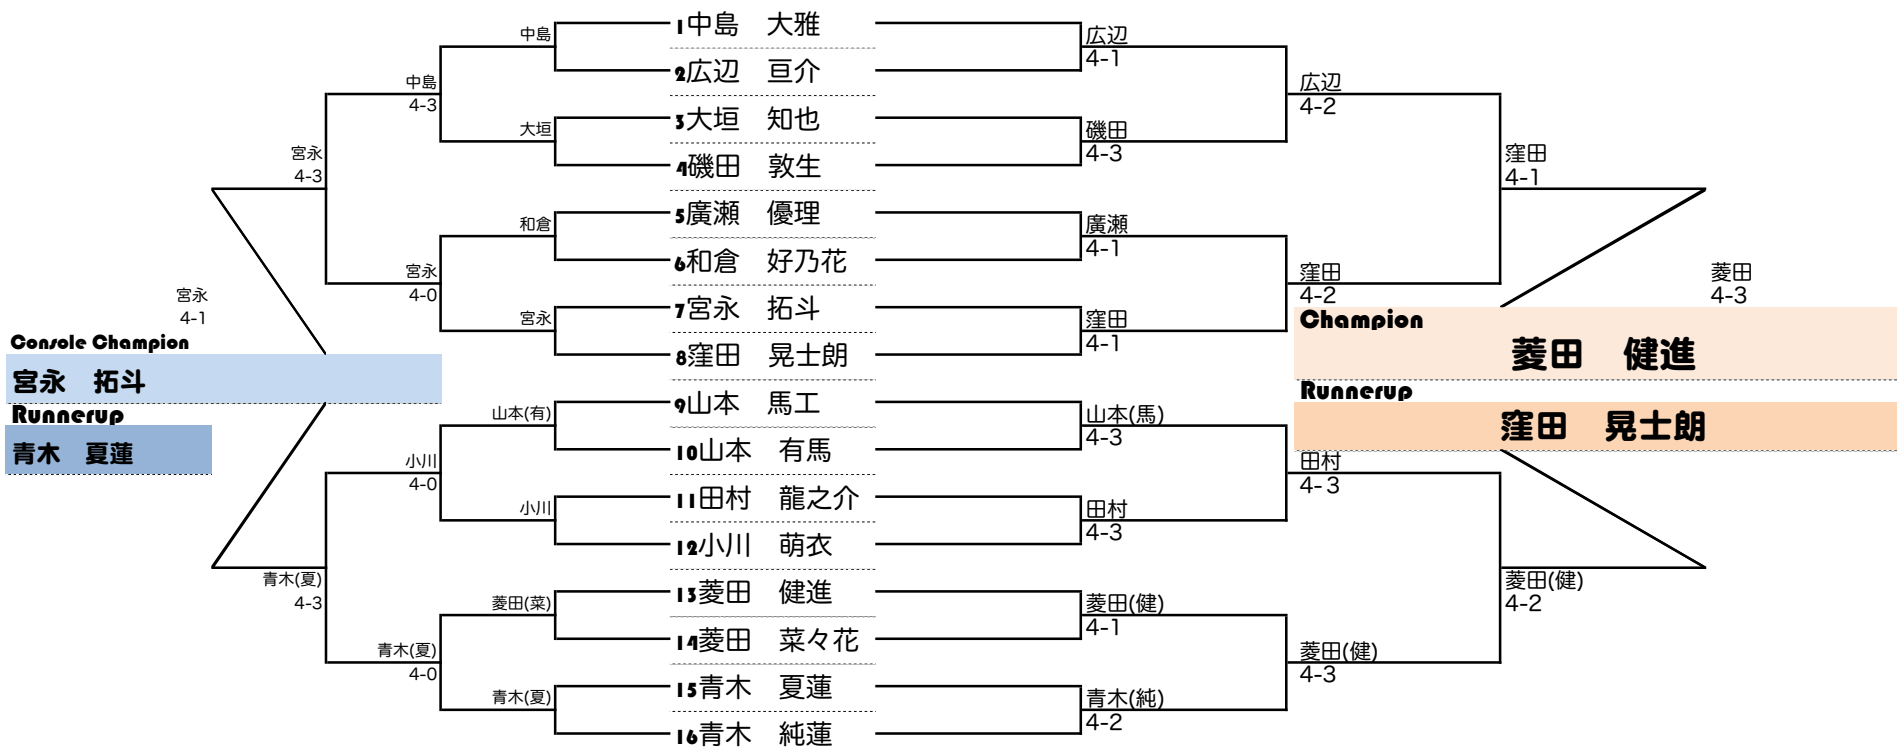 中島
中島
4-3
大垣
宮永
4-3
和倉
宮永
4-0
宮永
宮永
4-1
Console Champion
宮永 拓斗
Runnerup
青木 夏蓮
山本(有)
小川
4-0
小川
青木(夏)
4-3
菱田(菜)
青木(夏)
4-0
青木(夏)
1中島 大雅
2広辺 亘介
3大垣 知也
4磯田 敦生
5廣瀬 優理
6和倉 好乃花
7宮永 拓斗
8窪田 晃士朗
9山本 馬工
10山本 有馬
11田村 龍之介
12小川 萌衣
13菱田 健進
14菱田 菜々花
15青木 夏蓮
16青木 純蓮
広辺
4-1
広辺
4-2
磯田
4-3
窪田
4-1
廣瀬
4-1
窪田
4-2
窪田
4-1
菱田
4-3
Champion
菱田 健進
Runnerup
窪田 晃士朗
山本(馬)
4-3
田村
4-3
田村
4-3
菱田(健)
4-2
菱田(健)
4-1
菱田(健)
4-3
青木(純)
4-2